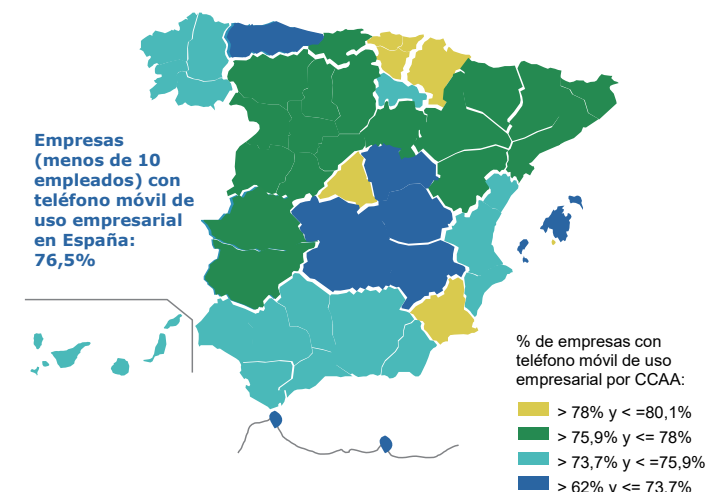 Empresas
(menos de 10
empleados) con
teléfono móvil de
uso empresarial
en España:
76,5%
% de empresas con
teléfono móvil de uso
empresarial por CCAA:
> 78% y < =80,1%
> 75,9% y <= 78%
> 73,7% y < =75,9%
> 62% y <= 73,7%